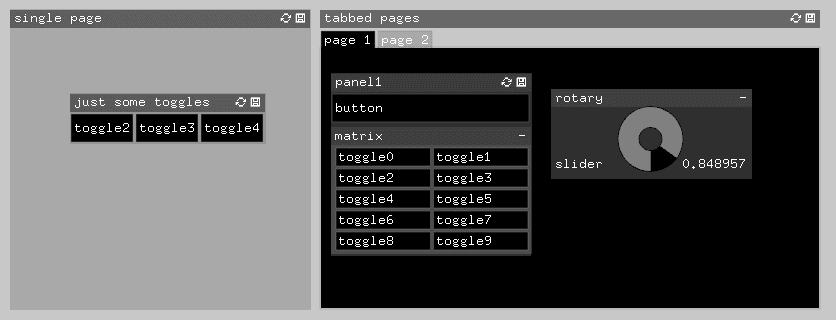 single page
just some toggles
toggle2 toggle3 toggle4
tabbed pages
page 1 page 2
panel1
button
matrix -
toggle0 toggle1
toggle2 toggle3
toggle4 toggle5
toggle6 toggle7
toggle8 toggle9
rotary -
slider 0.848957